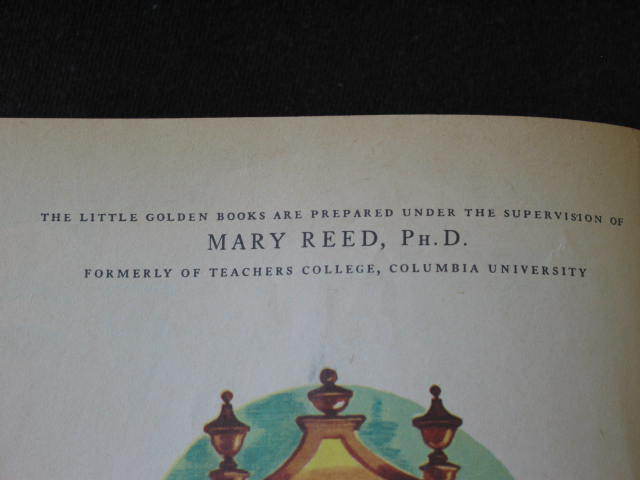 THE LITTLE GOLDEN BOOKS ARE PREPARED UNDER THE SUPERVISION OF
MARY REED, PH.D.
FORMERLY OF TEACHERS COLLEGE, COLUMBIA UNIVERSITY